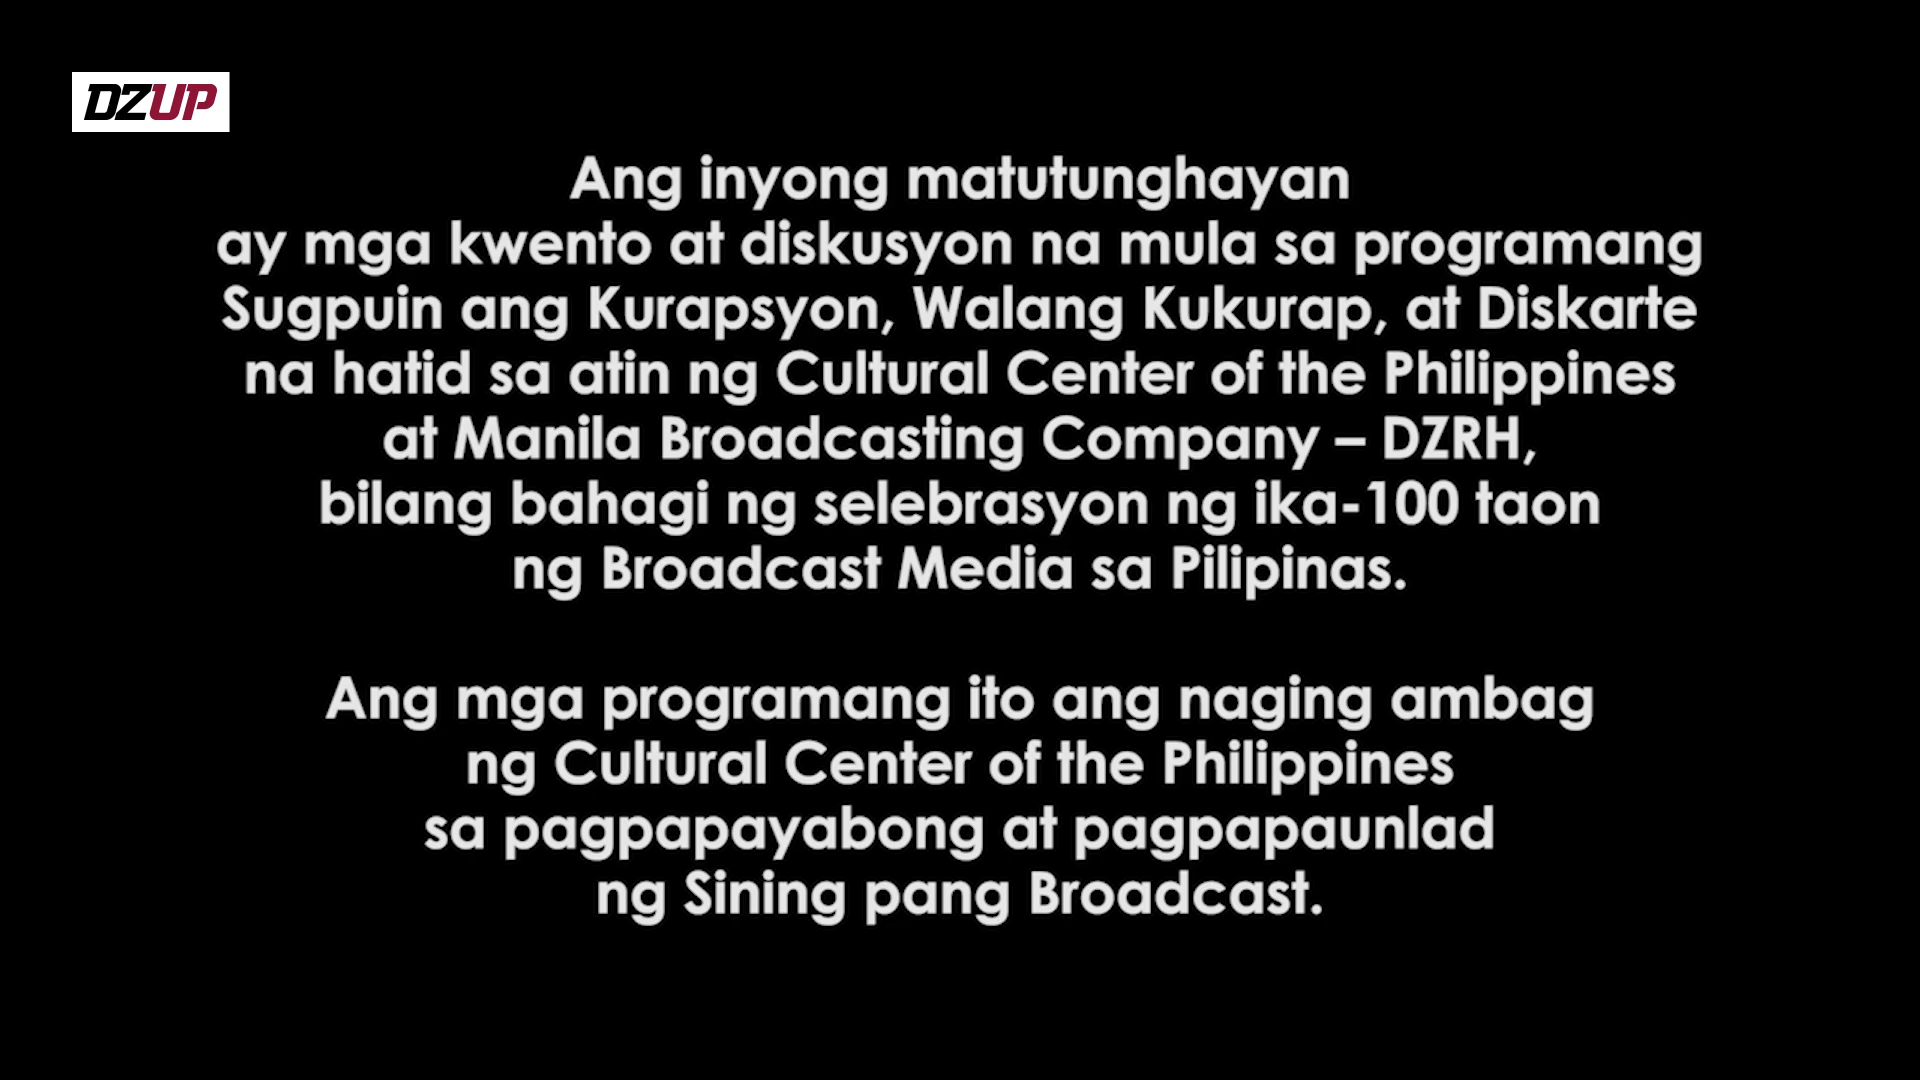 DZUP
Ang inyong matutunghayan
ay mga kwento at diskusyon na mula sa programang
Sugpuin ang Kurapsyon, Walang Kukurap, at Diskarte
na hatid sa atin ng Cultural Center of the Philippines
at Manila Broadcasting Company – DZRH,
bilang bahagi ng selebrasyon ng ika-100 taon
ng Broadcast Media sa Pilipinas.
Ang mga programang ito ang naging ambag
ng Cultural Center of the Philippines
sa pagpapayabong at pagpapaunlad
ng Sining pang Broadcast.